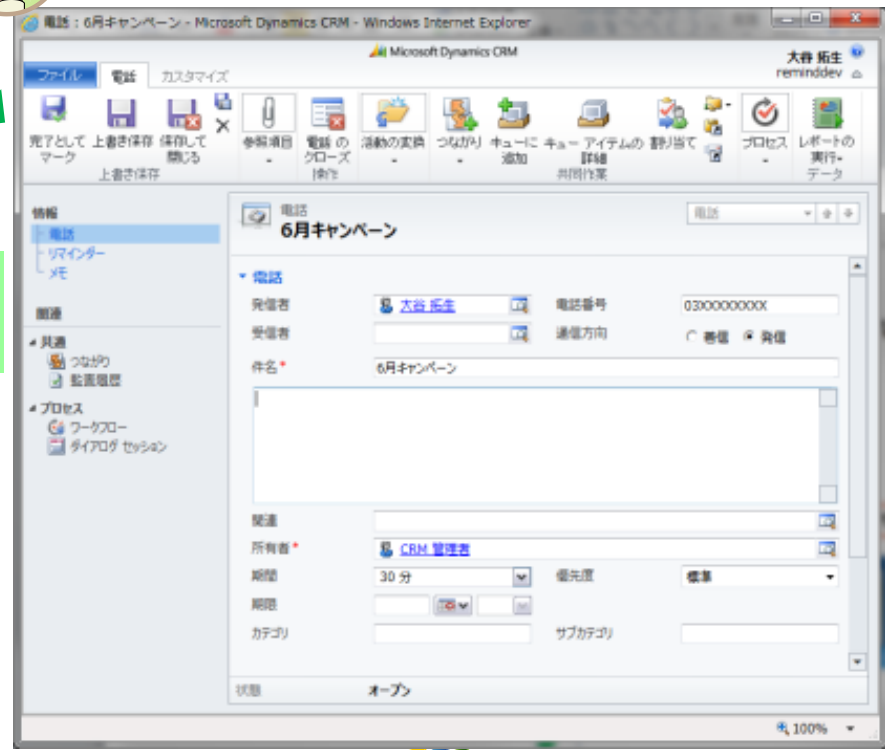 電話 : 6月キャンペーン - Microsoft Dynamics CRM - Windows Internet Explorer
Microsoft Dynamics CRM
大谷 拓生
reminddev
ファイル 電話 カスタマイズ
完了として
マーク
上書き保存
保存して
閉じる
上書き保存
参照項目
電話 の
クローズ
操作
活動の変換
つながり
キューに
追加
キュー アイテムの
詳細
割り当て
共同作業
プロセス
レポートの
実行
データ
情報
電話
リマインダー
メモ
関連
共通
つながり
監査履歴
プロセス
ワークフロー
ダイアログ セッション
電話
6月キャンペーン
電話
電話
発信者 大谷 拓生 電話番号 03XXXXXXXX
受信者 通信方向 着信 発信
件名* 6月キャンペーン
関連
所有者* CRM 管理者
期間 30 分 優先度 標準
期限
カテゴリ サブカテゴリ
状態 オープン
100%